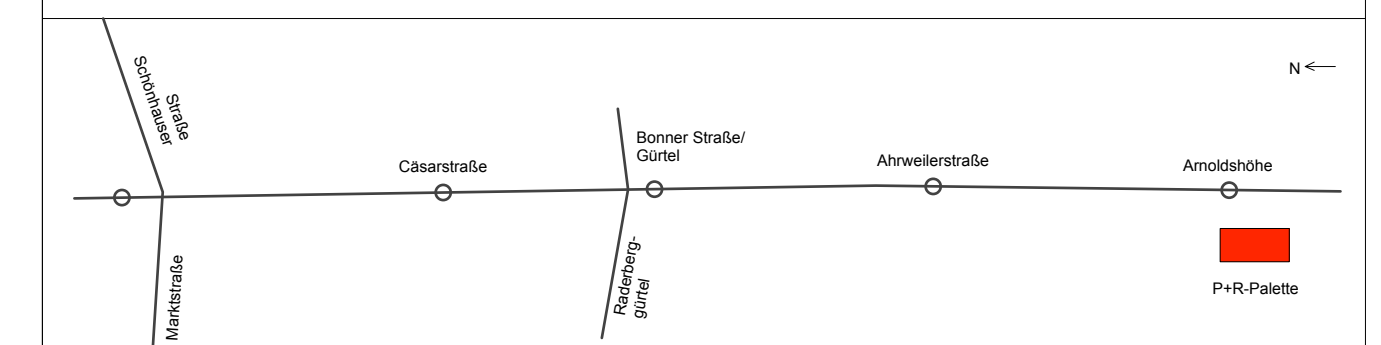 Schönhauser
Straße
N
Bonner Straße/
Gürtel
Cäsarstraße
Ahrweilerstraße
Arnoldshöhe
Marktstraße
Raderberg-
gürtel
P+R-Palette